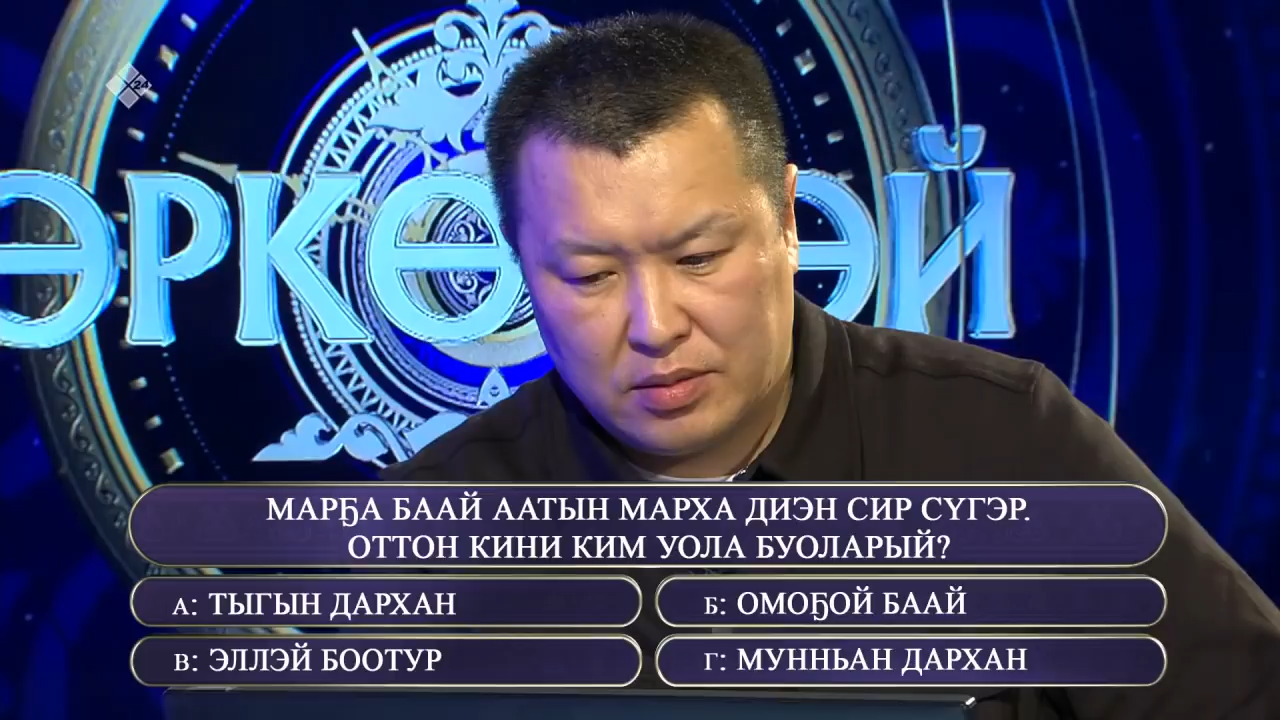 МАРҔА БААЙ ААТЫН МАРХА ДИЭН СИР СҮГЭР.
ОТТОН КИНИ КИМ УОЛА БУОЛАРЫЙ?
А: ТЫГЫН ДАРХАН
Б: ОМОҔОЙ БААЙ
В: ЭЛЛЭЙ БООТУР
Г: МУННЬАН ДАРХАН